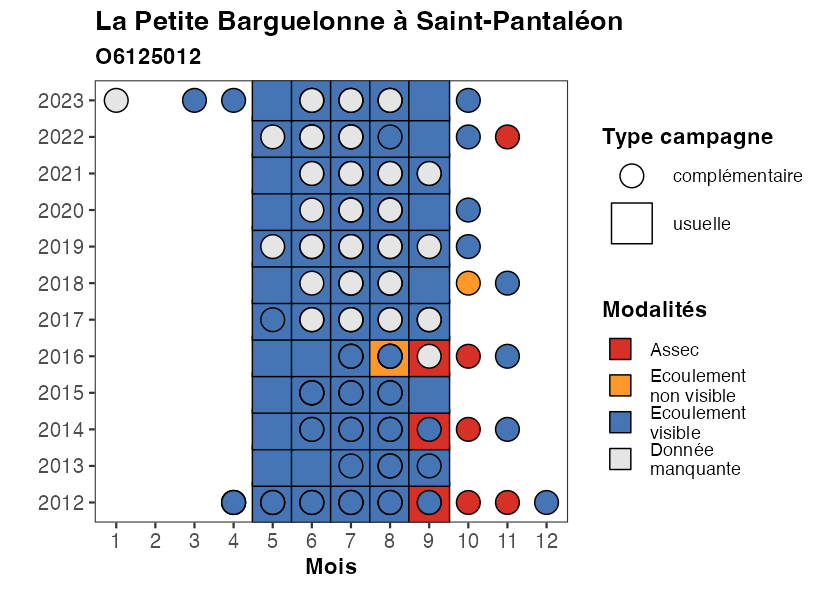 La Petite Barguelonne à Saint-Pantaléon
O6125012
2023
2022
2021
2020
2019
2018
2017
2016
2015
2014
2013
2012
1 2 3 4 5 6 7 8 9 10 11 12
Mois
Type campagne
complémentaire
usuelle
Modalités
Assec
Ecoulement
non visible
Ecoulement
visible
Donnée
manquante